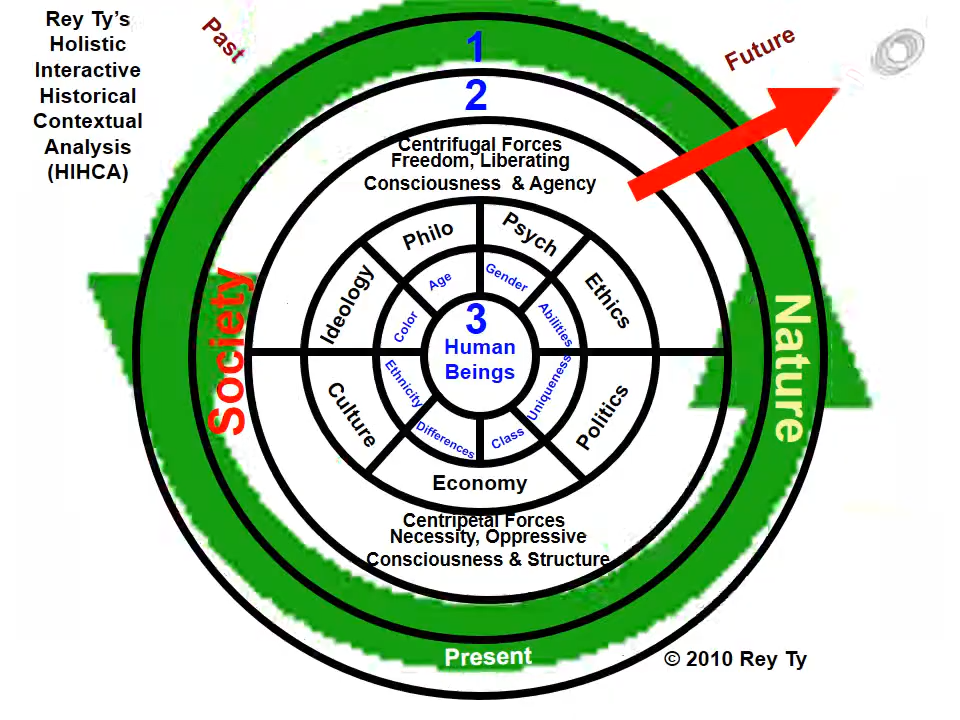 Rey Ty's
Holistic
Interactive
Historical
Contextual
Analysis
(HIHCA)
Past
Future
1
2
Centrifugal Forces
Freedom, Liberating
Consciousness & Agency
Philo
Psych
Ideology
Ethics
Age
Gender
Color
Abilities
Society
Nature
3
Human
Beings
Ethnicity
Uniqueness
Culture
Politics
Differences
Class
Economy
Centripetal Forces
Necessity, Oppressive
Consciousness & Structure
Present
© 2010 Rey Ty